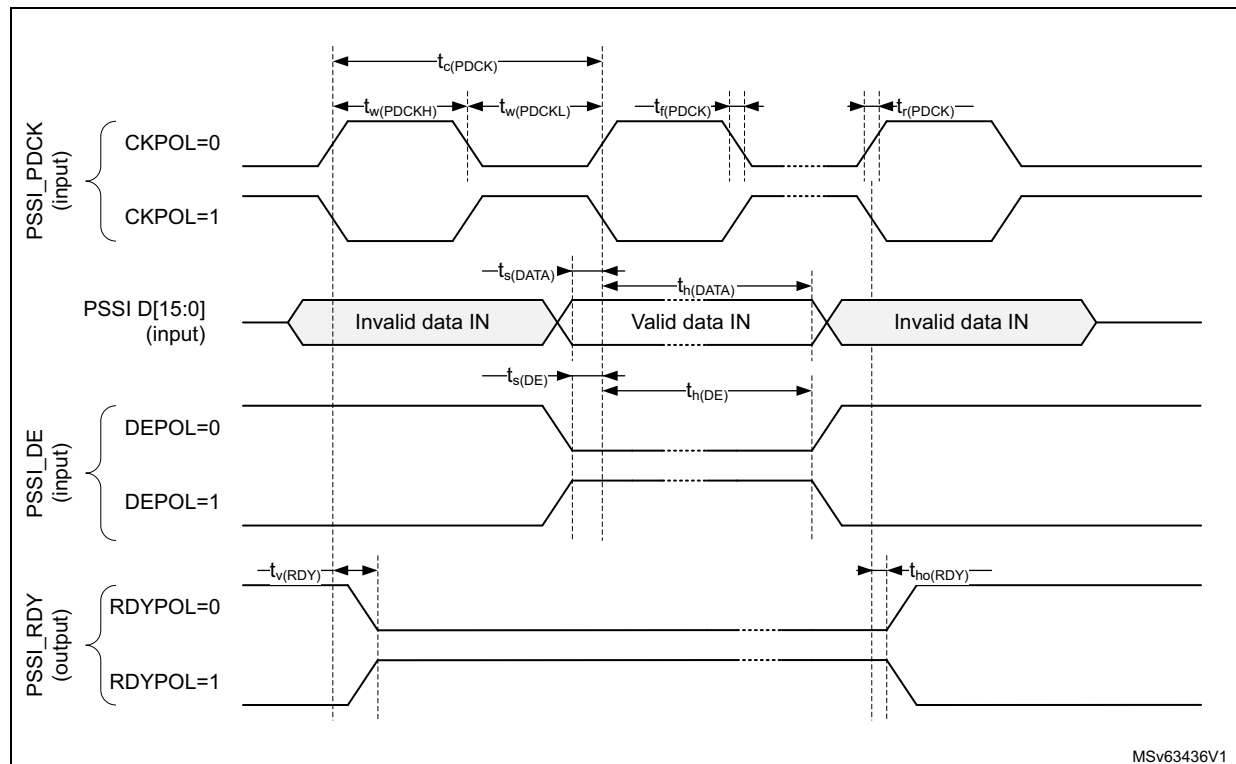 tc(PDCK)
tw(PDCKH)
tw(PDCKL)
tf(PDCK)
tr(PDCK)
PSSI_PDCK
(input)
CKPOL=0
CKPOL=1
ts(DATA)
th(DATA)
PSSI D[15:0]
(input)
Invalid data IN
Valid data IN
Invalid data IN
ts(DE)
th(DE)
PSSI_DE
(input)
DEPOL=0
DEPOL=1
tv(RDY)
tho(RDY)
PSSI_RDY
(output)
RDYPOL=0
RDYPOL=1
MSv63436V1